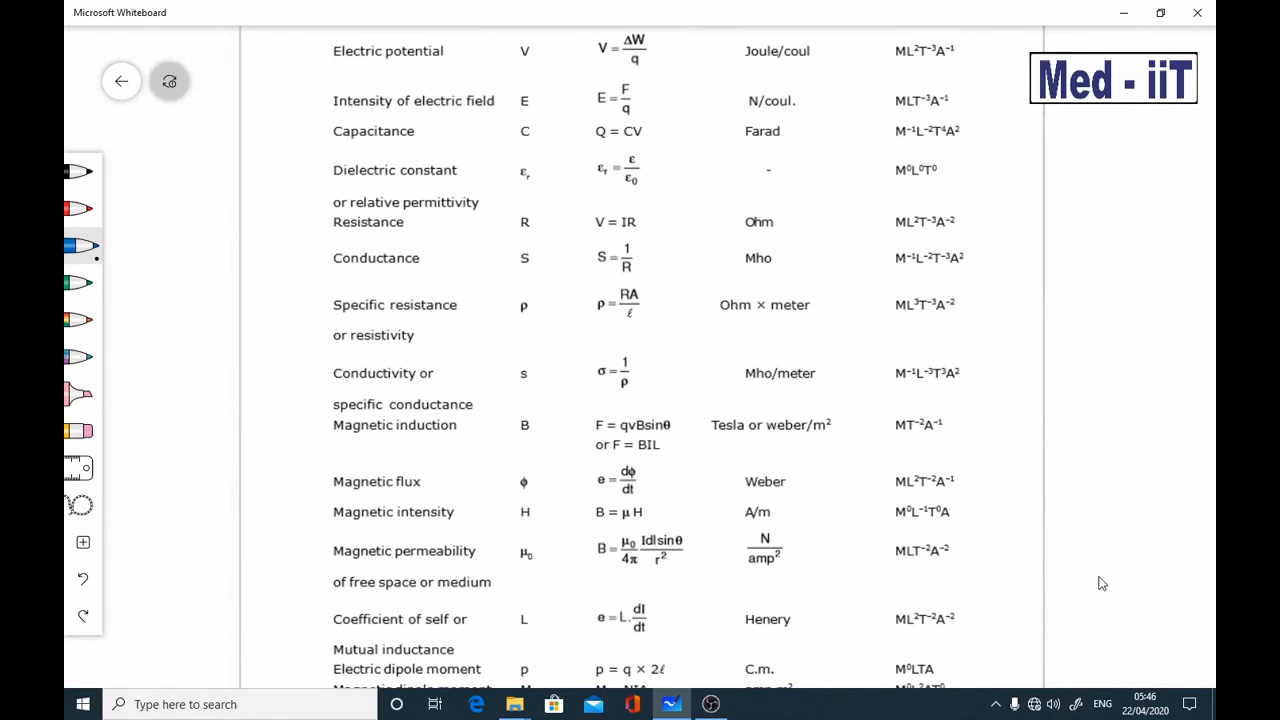 Microsoft Whiteboard
Med - iiT
Electric potential V V = ΔW/q Joule/coul ML²T⁻³A⁻¹
Intensity of electric field E E = F/q N/coul. MLT⁻³A⁻¹
Capacitance C Q = CV Farad M⁻¹L⁻²T⁴A²
Dielectric constant εr εr = ε/ε₀ - M⁰L⁰T⁰
or relative permittivity
Resistance R V = IR Ohm ML²T⁻³A⁻²
Conductance S S = 1/R Mho M⁻¹L⁻²T⁻³A²
Specific resistance ρ ρ = RA/ℓ Ohm × meter ML³T⁻³A⁻²
or resistivity
Conductivity or s σ = 1/ρ Mho/meter M⁻¹L⁻³T³A²
specific conductance
Magnetic induction B F = qvBsinθ Tesla or weber/m² MT⁻²A⁻¹
or F = BIL
Magnetic flux ϕ e = dϕ/dt Weber ML²T⁻²A⁻¹
Magnetic intensity H B = μ H A/m M⁰L⁻¹T⁰A
Magnetic permeability μ₀ B = μ₀/4π Idlsinθ/r² N/amp² MLT⁻²A⁻²
of free space or medium
Coefficient of self or L e = L. dI/dt Henery ML²T⁻²A⁻²
Mutual inductance
Electric dipole moment p p = q × 2ℓ C.m. M⁰LTA
Type here to search
ENG
05:46
22/04/2020